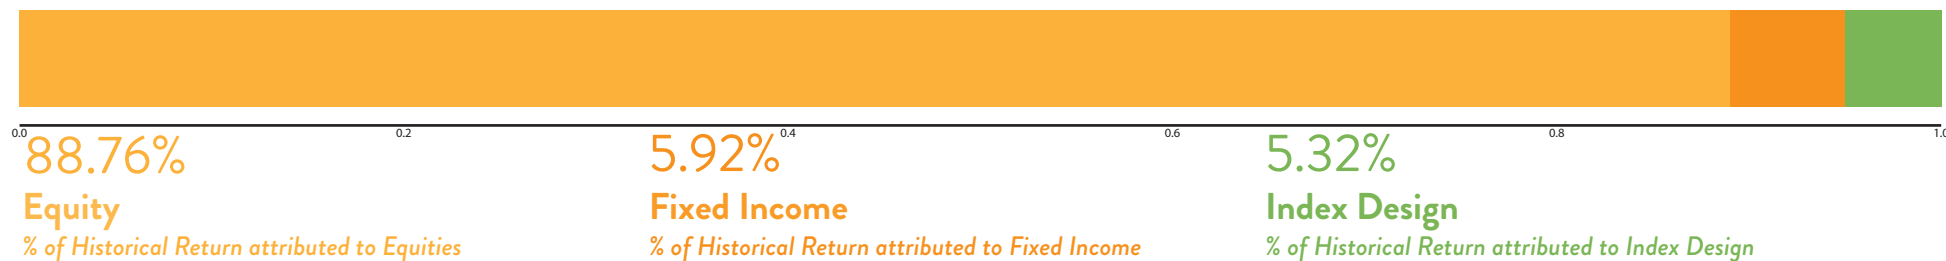 0.0 0.2 0.4 0.6 0.8 1.0
88.76% 5.92% 5.32%
Equity Fixed Income Index Design
% of Historical Return attributed to Equities % of Historical Return attributed to Fixed Income % of Historical Return attributed to Index Design